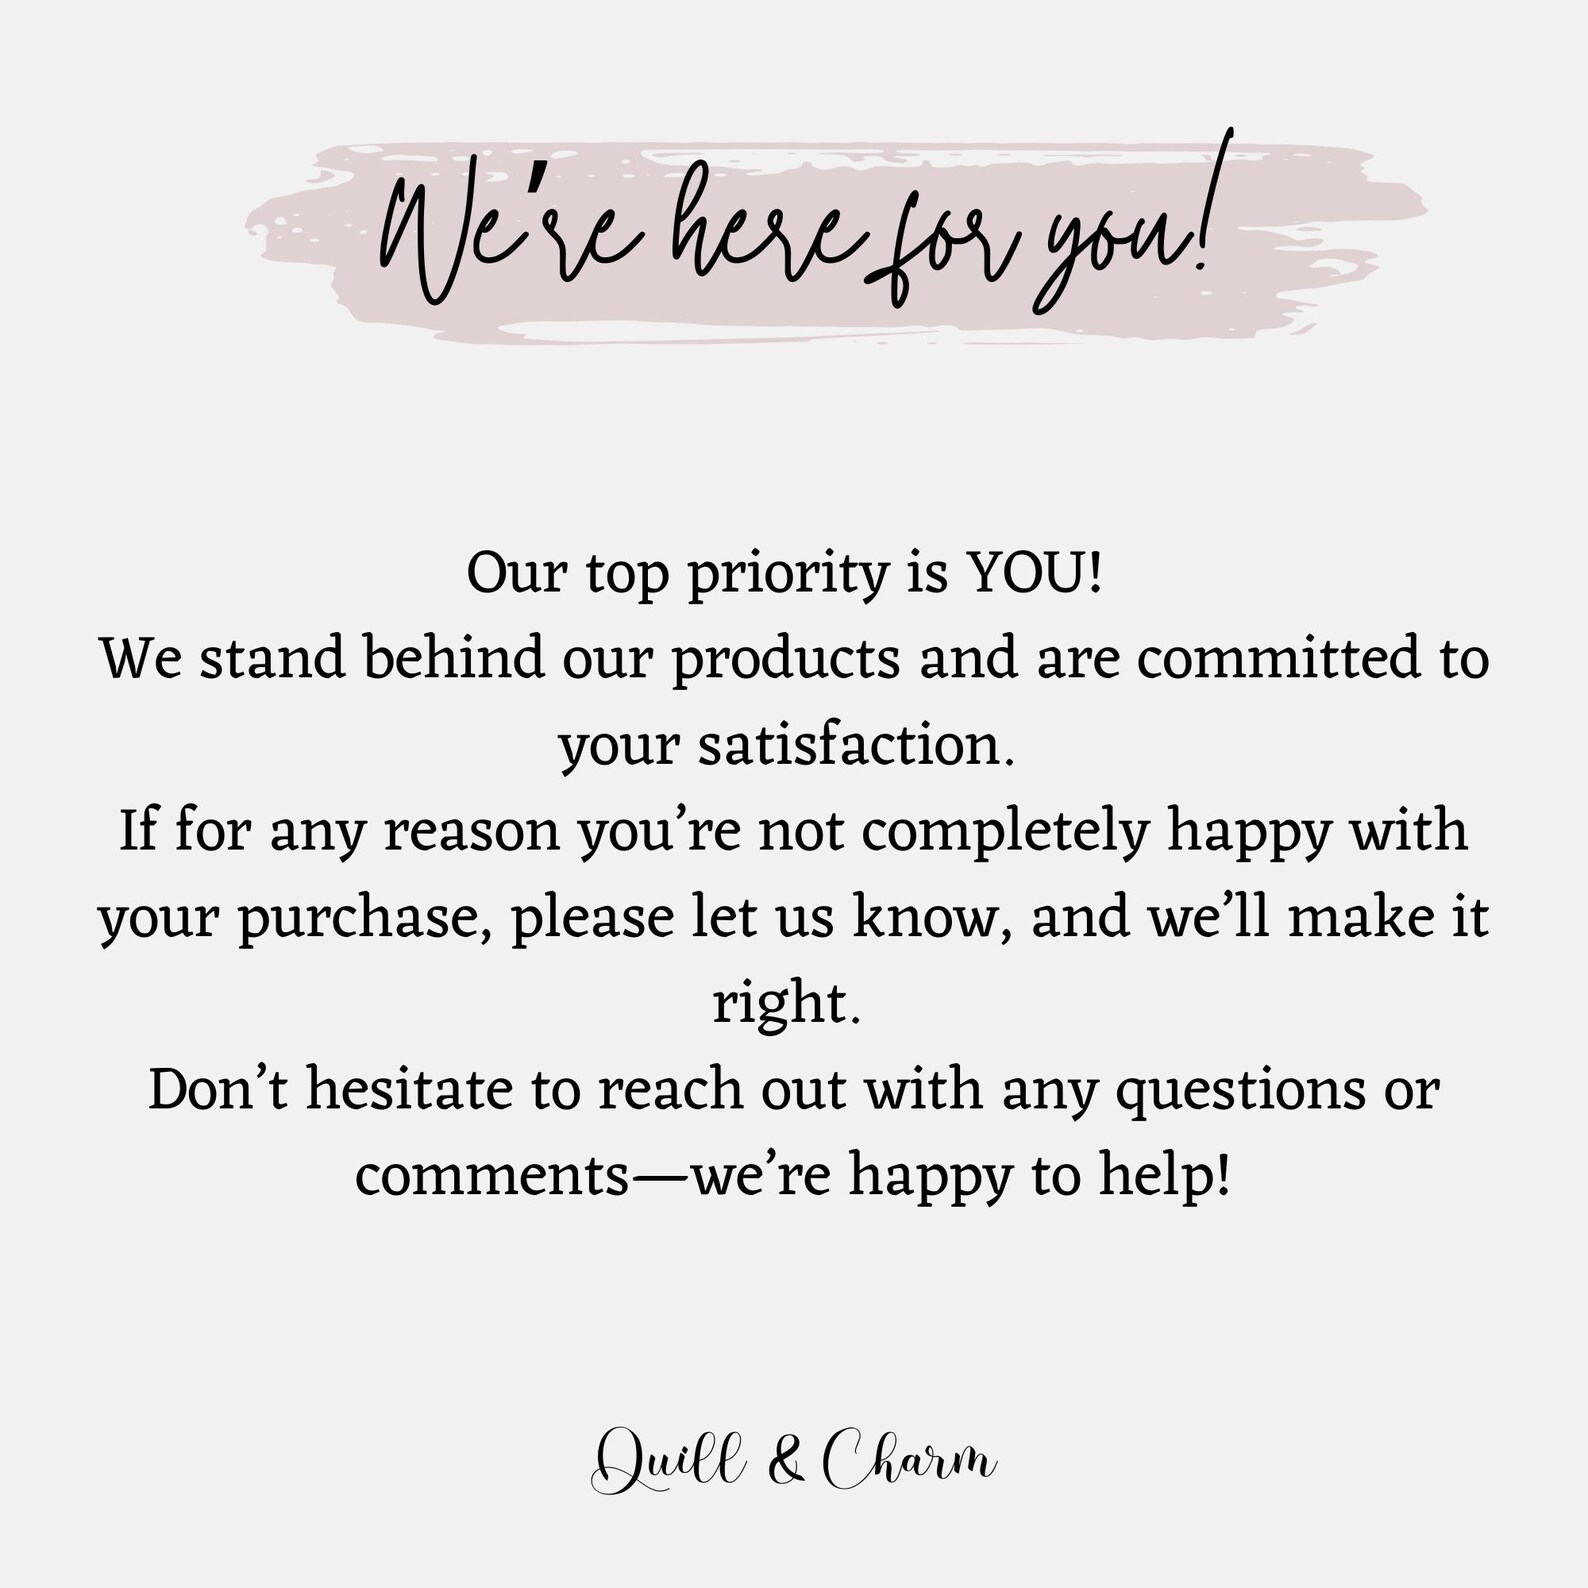 We're here for you!
Our top priority is YOU!
We stand behind our products and are committed to
your satisfaction.
If for any reason you’re not completely happy with
your purchase, please let us know, and we’ll make it
right.
Don’t hesitate to reach out with any questions or
comments—we’re happy to help!
Quill & Charm